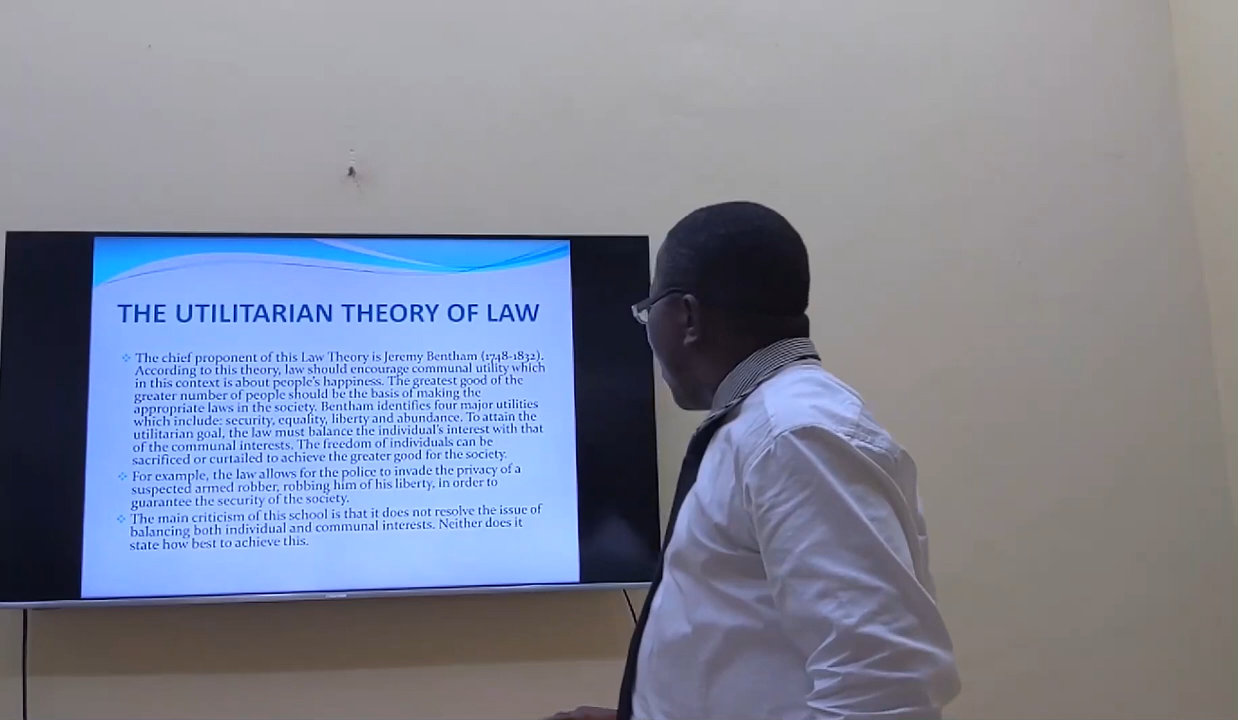 THE UTILITARIAN THEORY OF LAW
The chief proponent of this Law Theory is Jeremy Bentham (1748-1832).
According to this theory, law should encourage communal utility which
in this context is about people's happiness. The greatest good of the
greater number of people should be the basis of making the
appropriate laws in the society. Bentham identifies four major utilities
which include: security, equality, liberty and abundance. To attain the
utilitarian goal, the law must balance the individual's interest with that
of the communal interests. The freedom of individuals can be
sacrificed or curtailed to achieve the greater good for the society.
For example, the law allows for the police to invade the privacy of a
suspected armed robber, robbing him of his liberty, in order to
guarantee the security of the society.
The main criticism of this school is that it does not resolve the issue of
balancing both individual and communal interests. Neither does it
state how best to achieve this.